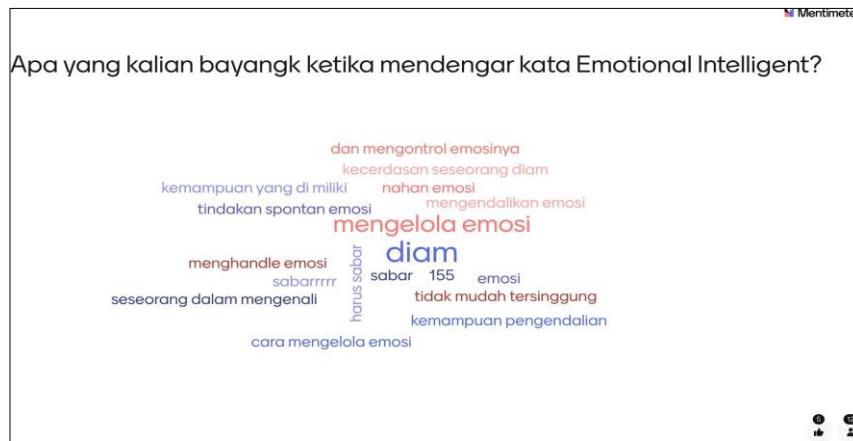 Mentimete
Apa yang kalian bayangk ketika mendengar kata Emotional Intelligent?
dan mengontrol emosinya
kecerdasan seseorang dlam
kemampuan yang di miliki
nahan emosi
mengendalikan emosi
tindakan spontan emosi
mengelola emosi
diam
menghandle emosi
harus sabar
sabar
155
emosi
sabarrrrr
seseorang dalam mengenali
tidak mudah tersinggung
kemampuan pengendalian
cara mengelola emosi